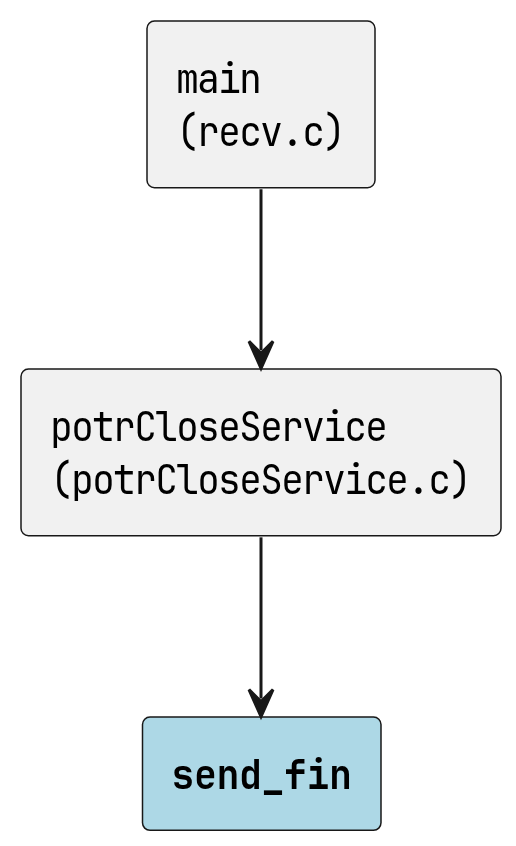 main
(recv.c)
potrCloseService
(potrCloseService.c)
send_fin